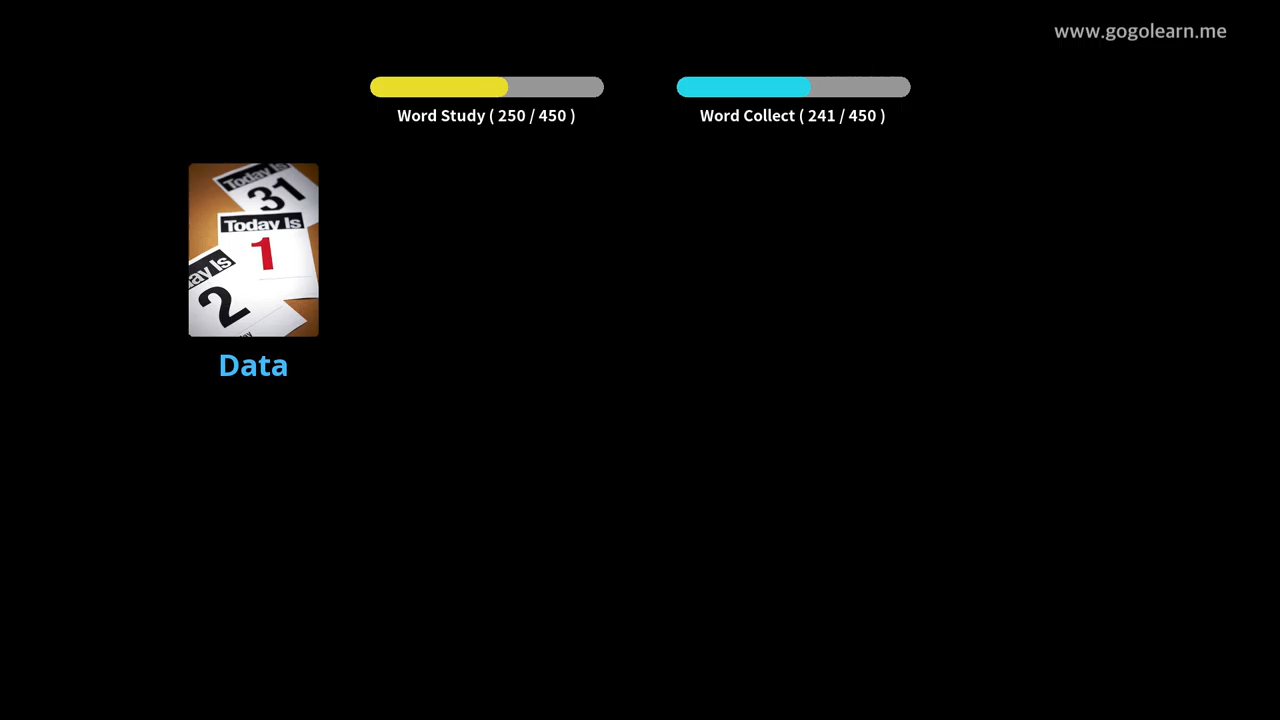 www.gogolearn.me
Word Study ( 250 / 450 )
Word Collect ( 241 / 450 )
Today Is
31
Today Is
1
ay Is
2
Data